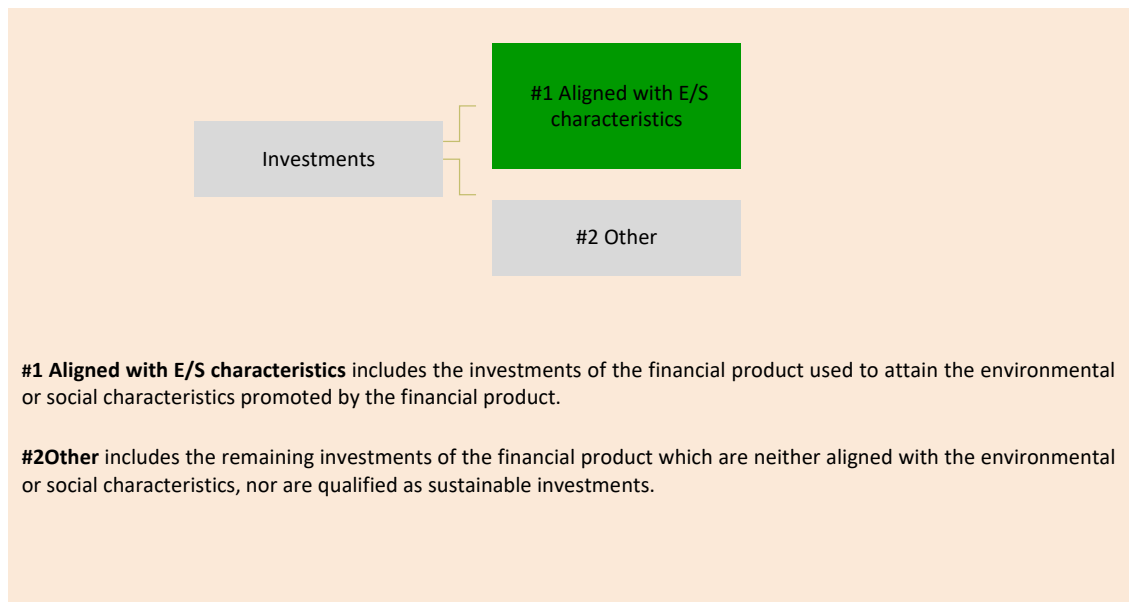 #1 Aligned with E/S
characteristics
Investments
#2 Other
#1 Aligned with E/S characteristics includes the investments of the financial product used to attain the environmental
or social characteristics promoted by the financial product.
#2Other includes the remaining investments of the financial product which are neither aligned with the environmental
or social characteristics, nor are qualified as sustainable investments.